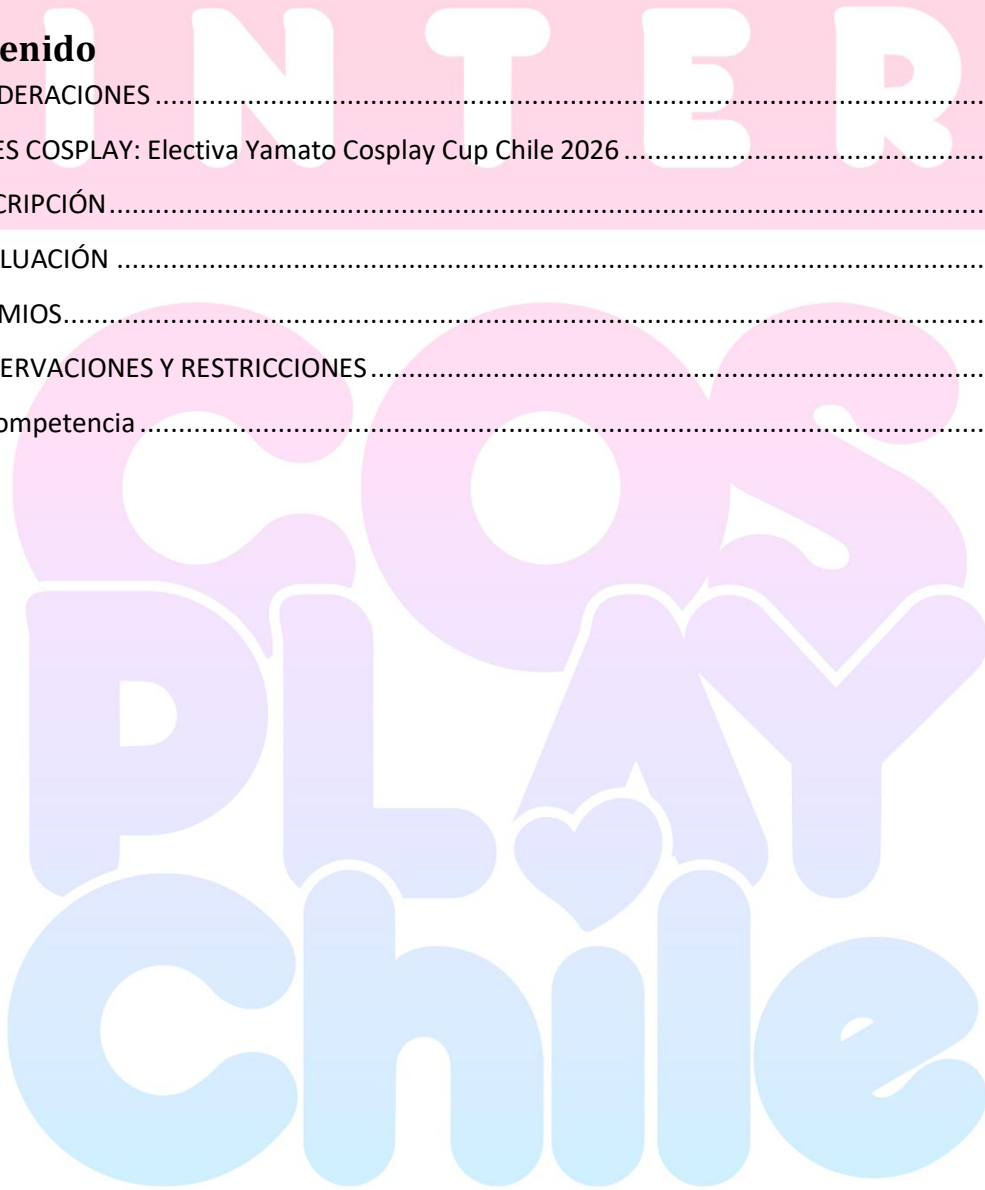 INTER
enido
DERACIONES ........................................................................................................
ES COSPLAY: Electiva Yamato Cosplay Cup Chile 2026 ................................................
CRIPCIÓN ..............................................................................................................
LUACIÓN ..............................................................................................................
MIOS.....................................................................................................................
ERVACIONES Y RESTRICCIONES ..............................................................................
ompetencia ............................................................................................................
COS
PLAY
Chile